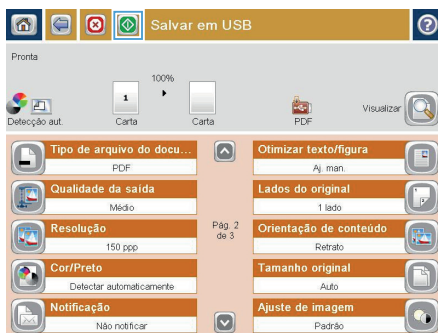 Salvar em USB
Pronta
100%
1
Detecção aut.
Carta
Carta
PDF
Visualizar
Tipo de arquivo do docu...
PDF
Otimizar texto/figura
Aj. man.
Qualidade da saída
Médio
Lados do original
1 lado
Resolução
150 ppp
Pág. 2
de 3
Orientação de conteúdo
Retrato
Cor/Preto
Detectar automaticamente
Tamanho original
Auto
Notificação
Não notificar
Ajuste de imagem
Padrão